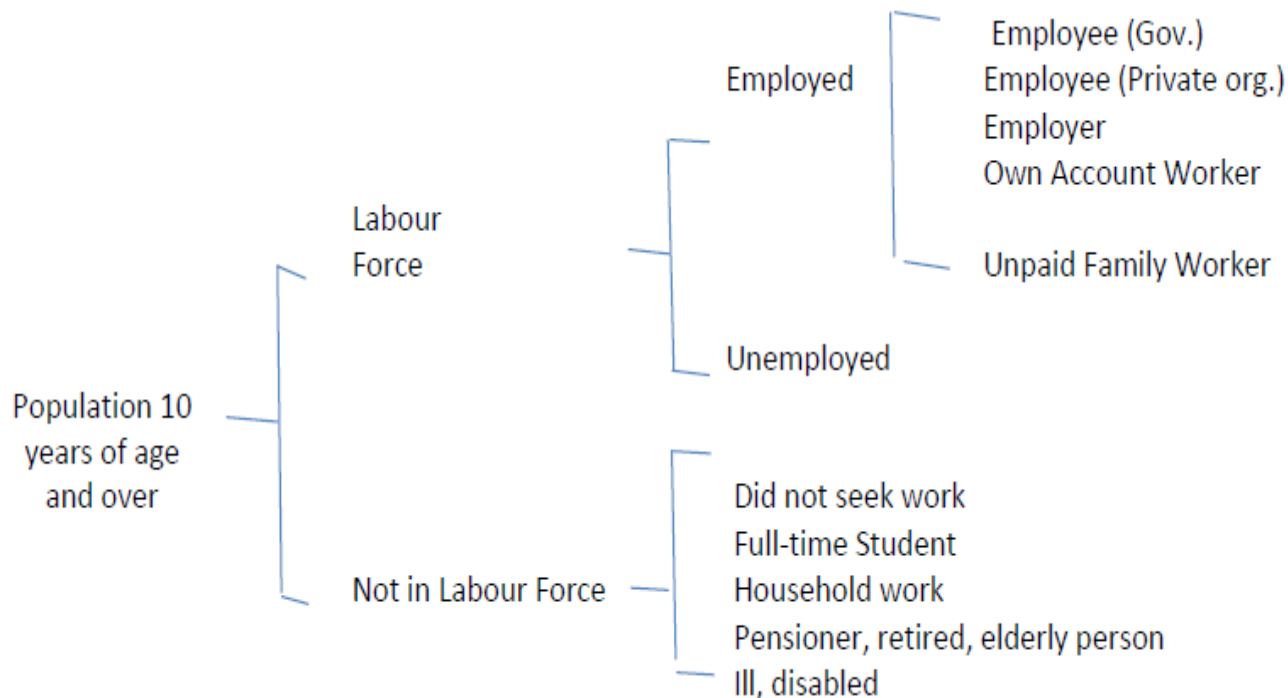 Employee (Gov.)
Employed
Employee (Private org.)
Employer
Own Account Worker
Labour
Force
Unpaid Family Worker
Unemployed
Population 10
years of age
and over
Did not seek work
Full-time Student
Not in Labour Force
Household work
Pensioner, retired, elderly person
Ill, disabled